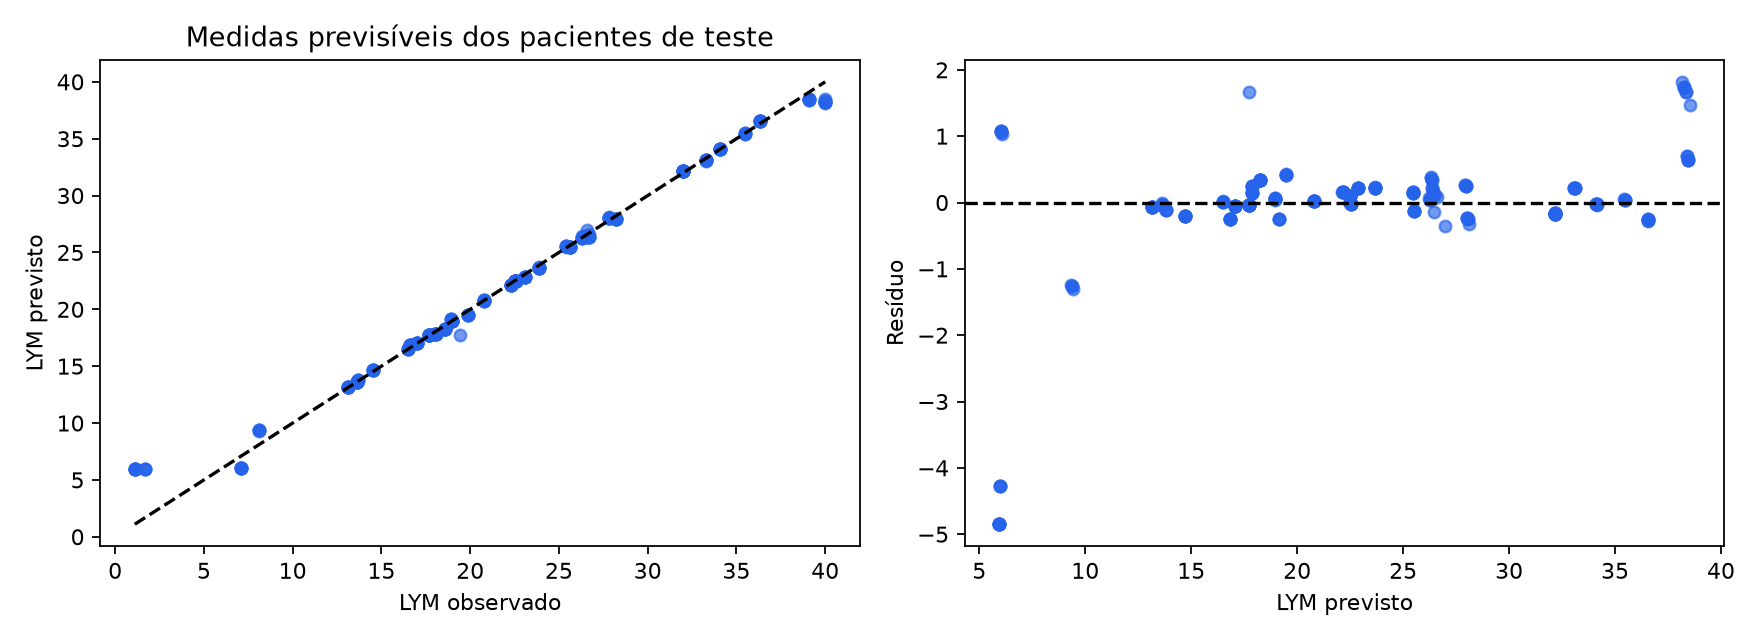 Medidas previsíveis dos pacientes de teste
LYM previsto
40
35
30
25
20
15
10
5
0
0 5 10 15 20 25 30 35 40
LYM observado
Resíduo
2
1
0
−1
−2
−3
−4
−5
5 10 15 20 25 30 35 40
LYM previsto